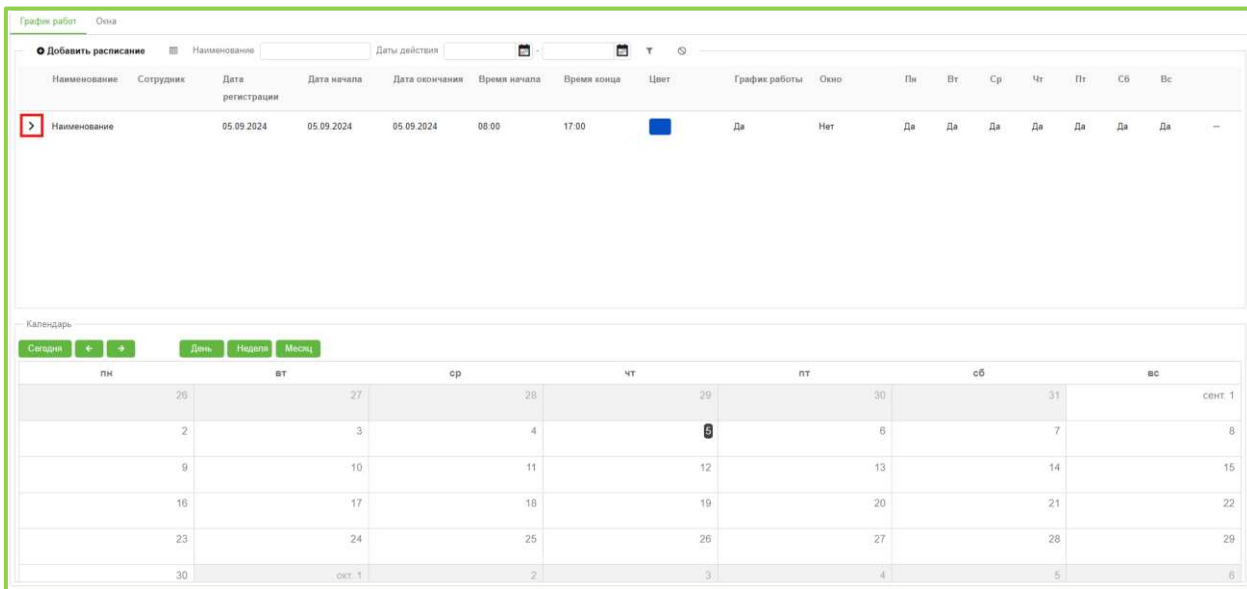 График работ Окна
Добавить расписание Наименование Даты действия -
Наименование Сотрудник Дата регистрации Дата начала Дата окончания Время начала Время конца Цвет График работы Окно Пн Вт Ср Чт Пт Сб Вс
Наименование 05.09.2024 05.09.2024 05.09.2024 08:00 17:00 Да Нет Да Да Да Да Да Да Да ...
Календарь
Сегодня ← → День Неделя Месяц
пн вт ср чт пт сб вс
26 27 28 29 30 31 сент. 1
2 3 4 5 6 7 8
9 10 11 12 13 14 15
16 17 18 19 20 21 22
23 24 25 26 27 28 29
30 окт. 1 2 3 4 5 6